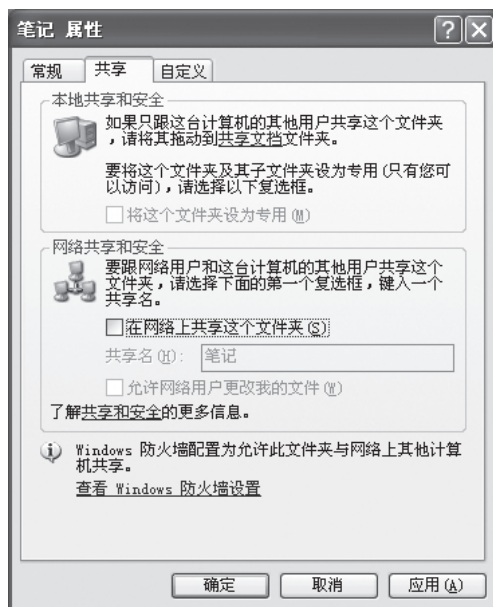 笔记 属性
常规 共享 自定义
本地共享和安全
如果只跟这台计算机的其他用户共享这个文件夹
，请将其拖动到共享文档文件夹。
要将这个文件夹及其子文件夹设为专用(只有您可
以访问)，请选择以下复选框。
将这个文件夹设为专用(M)
网络共享和安全
要跟网络用户和这台计算机的其他用户共享这个
文件夹，请选择下面的第一个复选框，键入一个
共享名。
在网络上共享这个文件夹(S)
共享名(H): 笔记
允许网络用户更改我的文件(W)
了解共享和安全的更多信息。
Windows 防火墙配置为允许此文件夹与网络上其他计算
机共享。
查看 Windows 防火墙设置
确定 取消 应用(A)